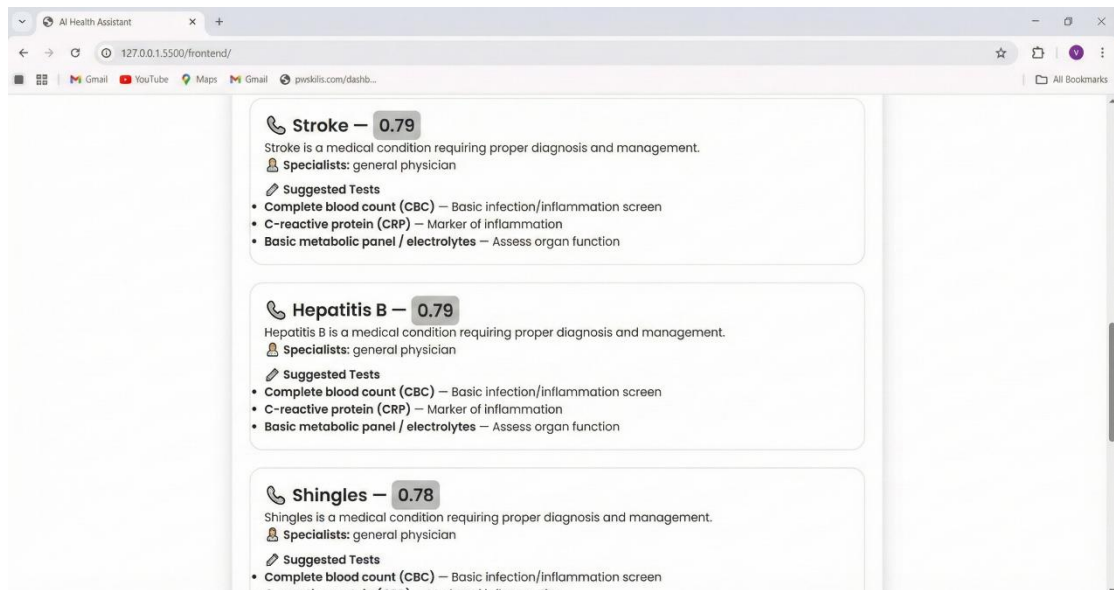 AI Health Assistant
127.0.0.1.5500/frontend/
Gmail YouTube Maps Gmail pwskilis.com/dashb... All Bookmarks
V
Stroke — 0.79
Stroke is a medical condition requiring proper diagnosis and management.
Specialists: general physician
Suggested Tests
• Complete blood count (CBC) — Basic infection/inflammation screen
• C-reactive protein (CRP) — Marker of inflammation
• Basic metabolic panel / electrolytes — Assess organ function
Hepatitis B — 0.79
Hepatitis B is a medical condition requiring proper diagnosis and management.
Specialists: general physician
Suggested Tests
• Complete blood count (CBC) — Basic infection/inflammation screen
• C-reactive protein (CRP) — Marker of inflammation
• Basic metabolic panel / electrolytes — Assess organ function
Shingles — 0.78
Shingles is a medical condition requiring proper diagnosis and management.
Specialists: general physician
Suggested Tests
• Complete blood count (CBC) — Basic infection/inflammation screen